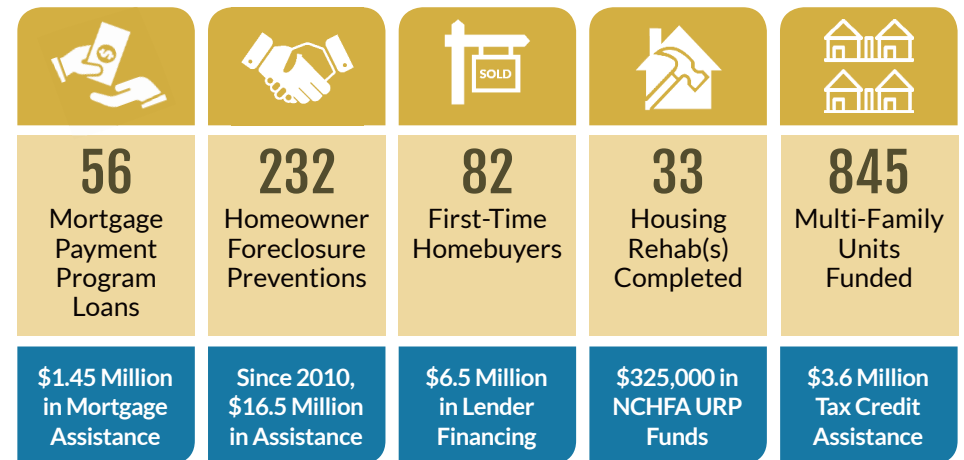 $
SOLD
56
Mortgage
Payment
Program
Loans
$1.45 Million
in Mortgage
Assistance
232
Homeowner
Foreclosure
Preventions
Since 2010,
$16.5 Million
in Assistance
82
First-Time
Homebuyers
$6.5 Million
in Lender
Financing
33
Housing
Rehab(s)
Completed
$325,000 in
NCHFA URP
Funds
845
Multi-Family
Units
Funded
$3.6 Million
Tax Credit
Assistance